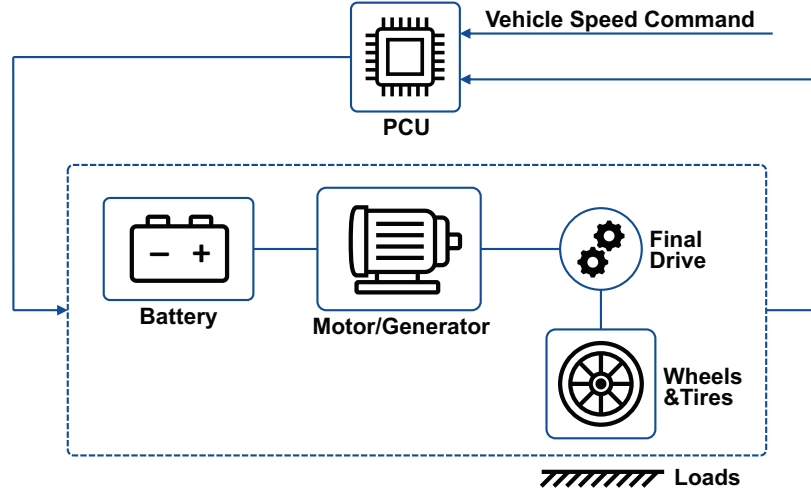 Vehicle Speed Command
PCU
Battery
Motor/Generator
Final
Drive
Wheels
&Tires
Loads